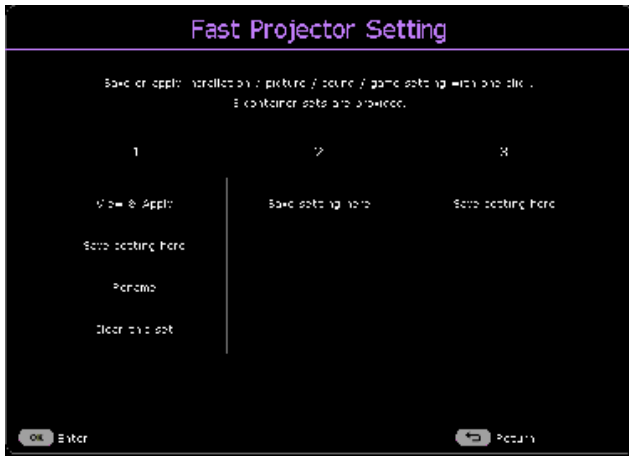 Fast Projector Setting
Save or apply installation / picture / sound / game setting with one click.
3 container sets are provided.
1 2 3
View & Apply Save setting here Save setting here
Save setting here
Rename
Clear this set
OK Enter Return